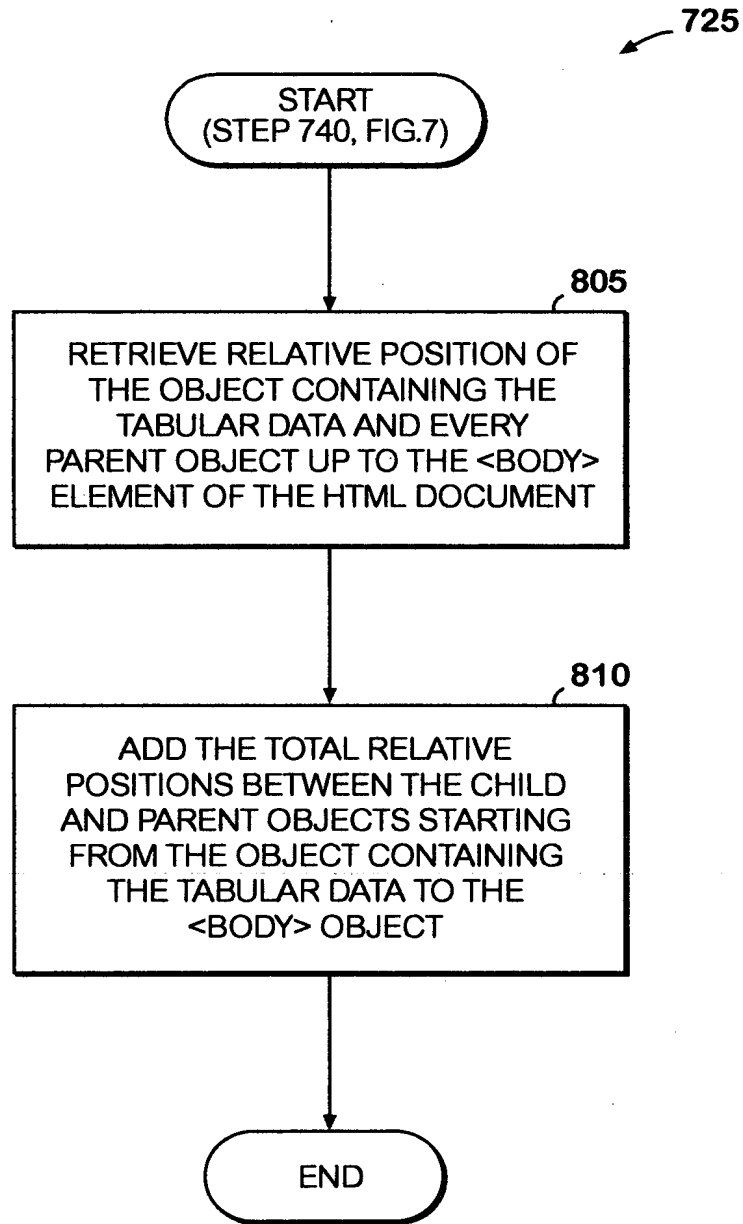 725
START
(STEP 740, FIG.7)
805
RETRIEVE RELATIVE POSITION OF
THE OBJECT CONTAINING THE
TABULAR DATA AND EVERY
PARENT OBJECT UP TO THE <BODY>
ELEMENT OF THE HTML DOCUMENT
810
ADD THE TOTAL RELATIVE
POSITIONS BETWEEN THE CHILD
AND PARENT OBJECTS STARTING
FROM THE OBJECT CONTAINING
THE TABULAR DATA TO THE
<BODY> OBJECT
END